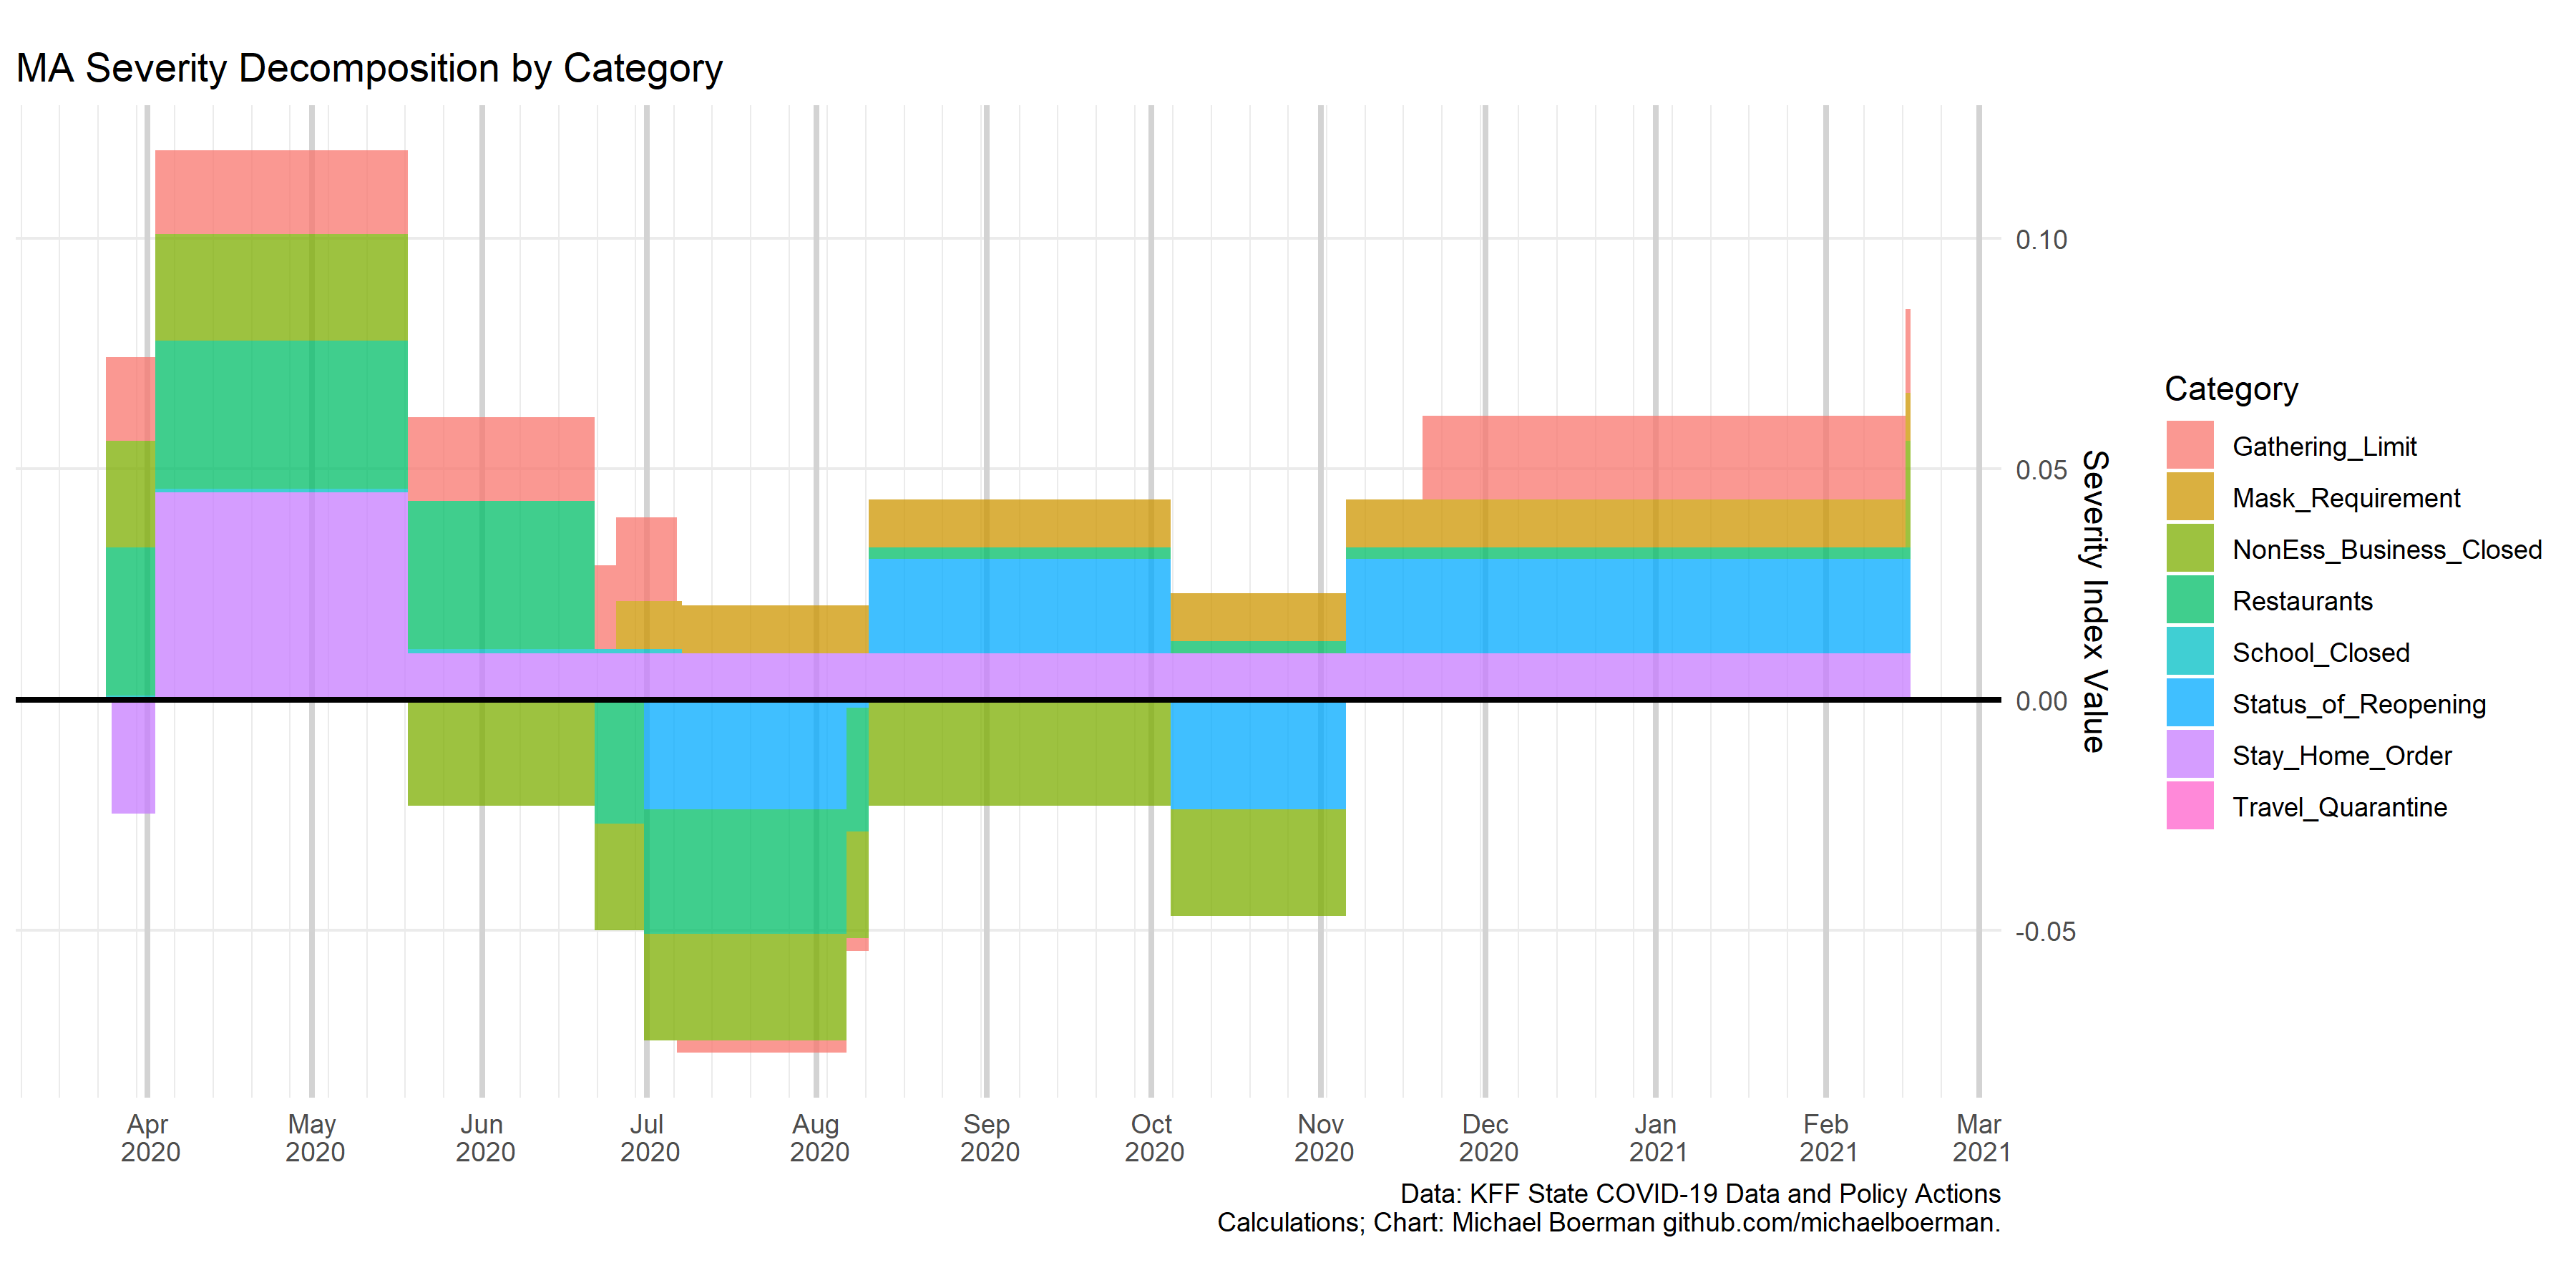 MA Severity Decomposition by Category
0.10
0.05
0.00
-0.05
Severity Index Value
Apr
2020
May
2020
Jun
2020
Jul
2020
Aug
2020
Sep
2020
Oct
2020
Nov
2020
Dec
2020
Jan
2021
Feb
2021
Mar
2021
Category
Gathering_Limit
Mask_Requirement
NonEss_Business_Closed
Restaurants
School_Closed
Status_of_Reopening
Stay_Home_Order
Travel_Quarantine
Data: KFF State COVID-19 Data and Policy Actions
Calculations; Chart: Michael Boerman github.com/michaelboerman.